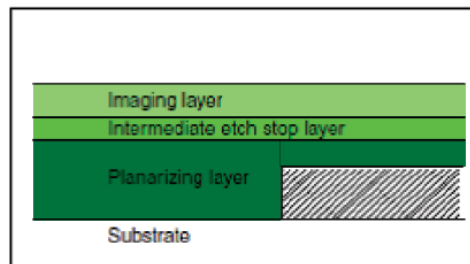 Imaging layer
Intermediate etch stop layer
Planarizing layer
Substrate